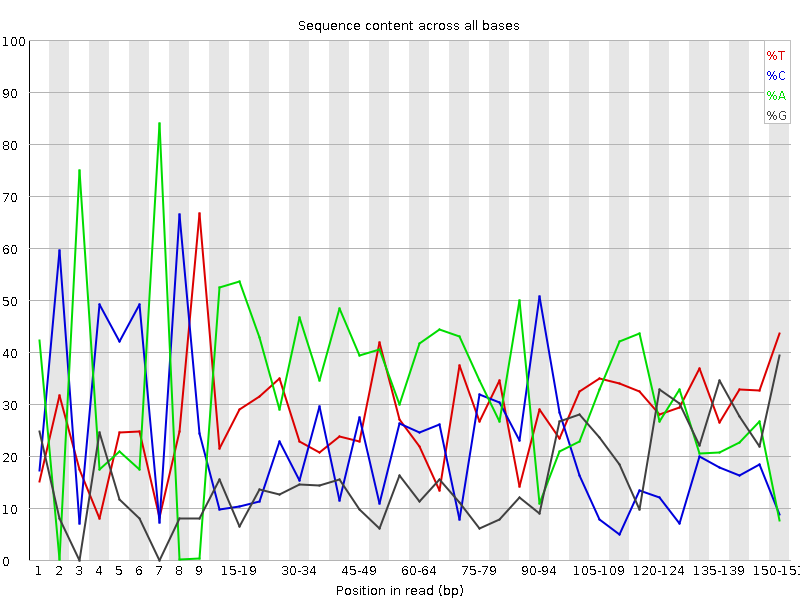 Sequence content across all bases
100
90
80
70
60
50
40
30
20
10
0
%T
%C
%A
%G
1 2 3 4 5 6 7 8 9 15-19 30-34 45-49 60-64 75-79 90-94 105-109 120-124 135-139 150-151
Position in read (bp)